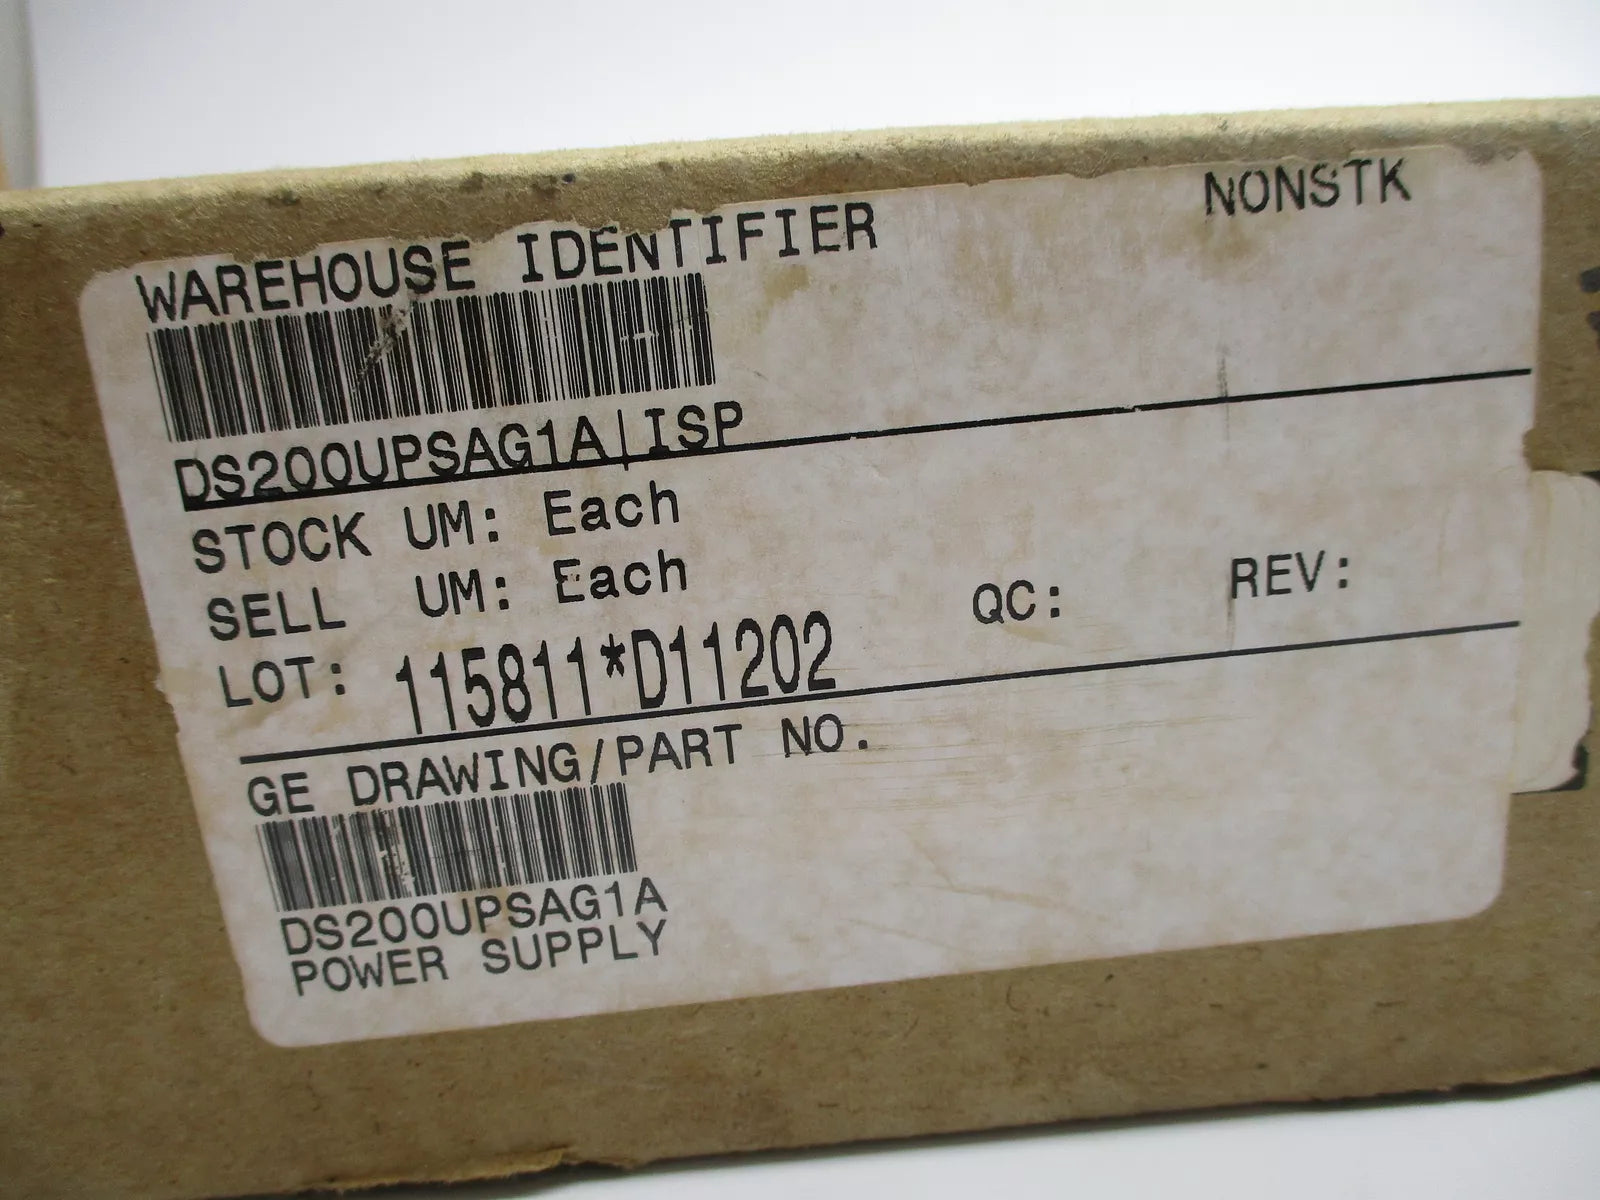 WAREHOUSE IDENTIFIER NONSTK
DS200UPSAG1A|ISP
STOCK UM: Each
SELL UM: Each QC: REV:
LOT: 115811*D11202
GE DRAWING/PART NO.
DS200UPSAG1A
POWER SUPPLY